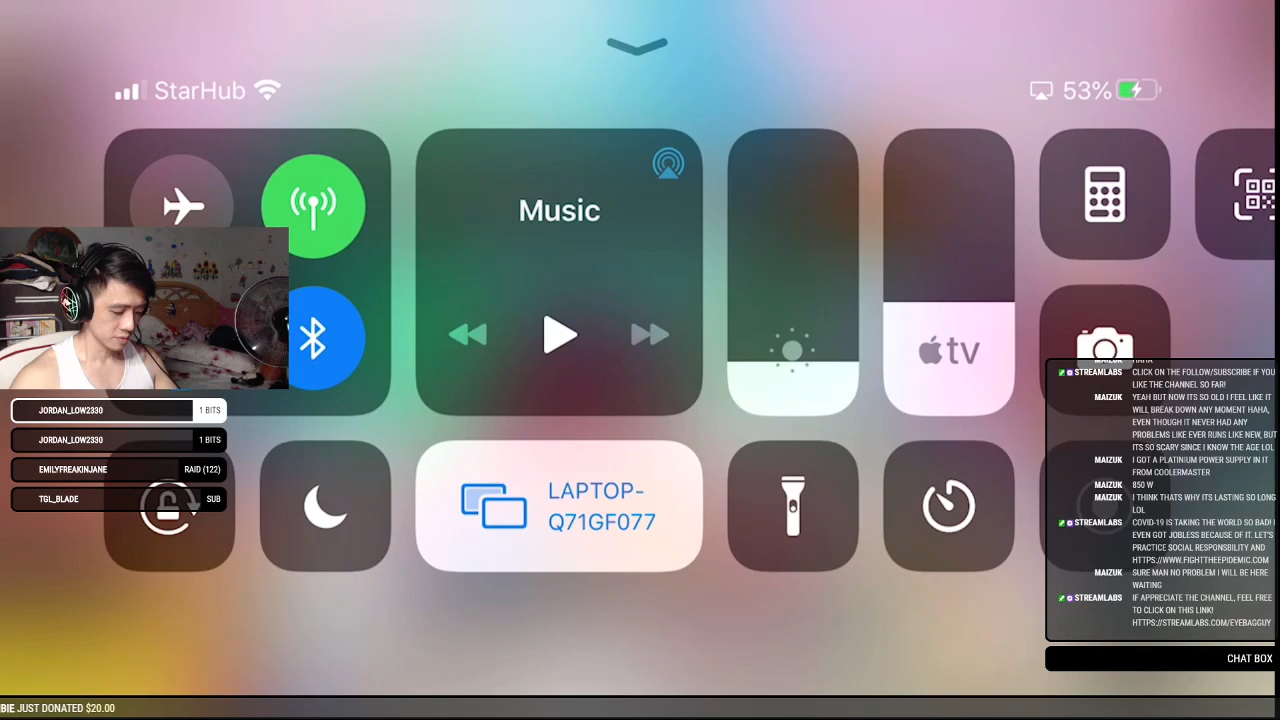 StarHub
53%
Music
tv
LAPTOP-
Q71GF077
JORDAN_LOW2330 1 BITS
JORDAN_LOW2330 1 BITS
EMILYFREAKINJANE RAID (122)
TGL_BLADE SUB
MAIZUK HAHA
STREAMLABS CLICK ON THE FOLLOW/SUBSCRIBE IF YOU
LIKE THE CHANNEL SO FAR!
MAIZUK YEAH BUT NOW ITS SO OLD I FEEL LIKE IT
WILL BREAK DOWN ANY MOMENT HAHA,
EVEN THOUGH IT NEVER HAD ANY
PROBLEMS LIKE EVER RUNS LIKE NEW, BUT
ITS SO SCARY SINCE I KNOW THE AGE LOL
MAIZUK I GOT A PLATINUM POWER SUPPLY IN IT
FROM COOLERMASTER
MAIZUK 850 W
MAIZUK I THINK THATS WHY ITS LASTING SO LONG
LOL
STREAMLABS COVID-19 IS TAKING THE WORLD SO BAD! I
EVEN GOT JOBLESS BECAUSE OF IT. LET'S
PRACTICE SOCIAL RESPONSBILITY AND
HTTPS://WWW.FIGHTTHEEPIDEMIC.COM
MAIZUK SURE MAN NO PROBLEM I WILL BE HERE
WAITING
STREAMLABS IF APPRECIATE THE CHANNEL, FEEL FREE
TO CLICK ON THIS LINK!
HTTPS://STREAMLABS.COM/EYEBAGGUY
CHAT BOX
BIE JUST DONATED $20.00